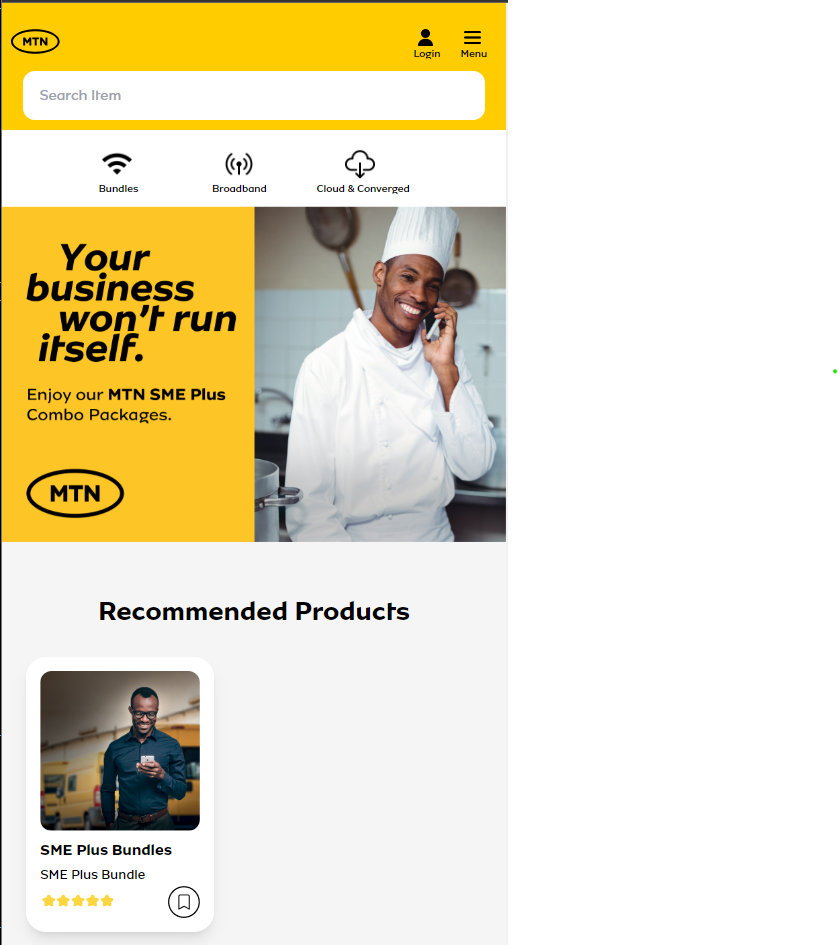 MTN
Login
Menu
Search Item
Bundles
Broadband
Cloud & Converged
Your
business
won't run
itself.
Enjoy our MTN SME Plus
Combo Packages.
MTN
Recommended Products
SME Plus Bundles
SME Plus Bundle